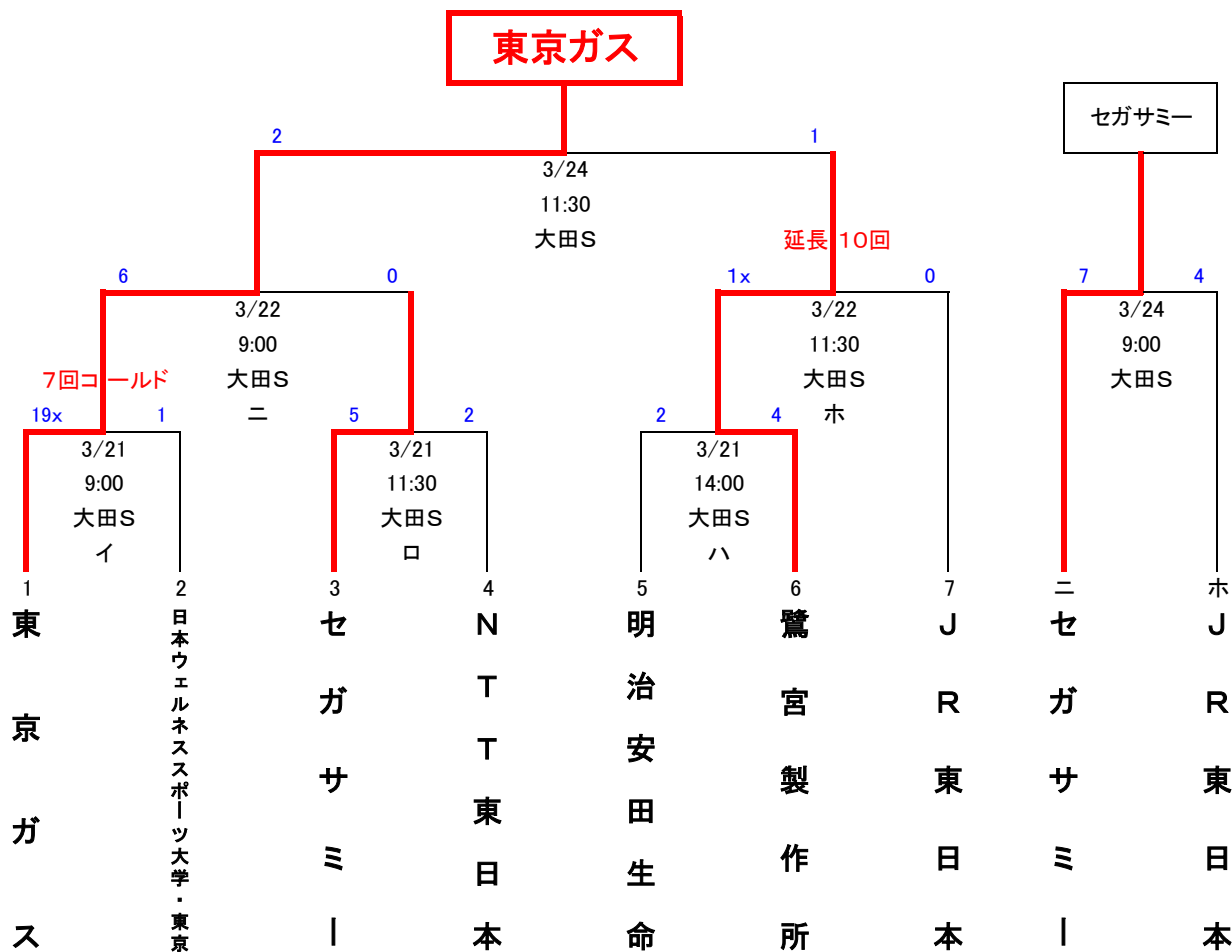 東京ガス
セガサミー
2
1
3/24
11:30
大田S
延長 10回
6
0
1x
0
7
4
3/22
9:00
大田S
ニ
3/22
11:30
大田S
ホ
3/24
9:00
大田S
7回コールド
19x
1
5
2
2
4
3/21
9:00
大田S
イ
3/21
11:30
大田S
ロ
3/21
14:00
大田S
ハ
1
2
3
4
5
6
7
ニ
ホ
東京ガス
日本ウェルネススポーツ大学・東京
セガサミー
NTT東日本
明治安田生命
鷺宮製作所
JR東日本
セガサミー
JR東日本